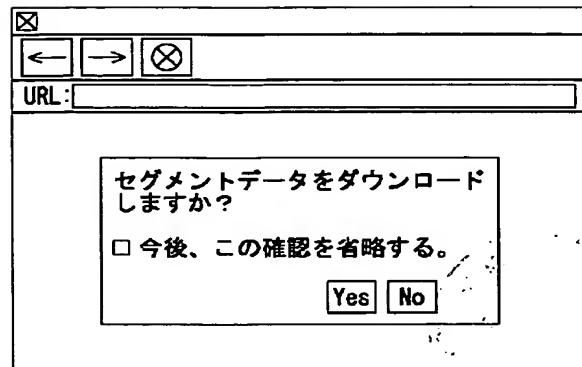 URL:
セグメントデータをダウンロード
しますか？
□ 今後、この確認を省略する。
Yes No